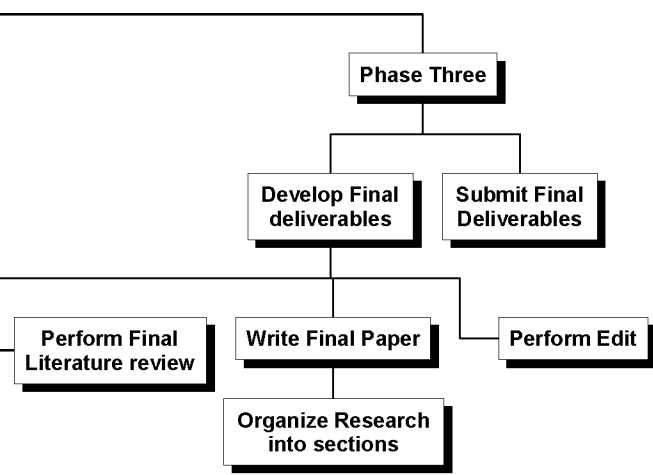 Phase Three
Develop Final
deliverables
Submit Final
Deliverables
Perform Final
Literature review
Write Final Paper
Perform Edit
Organize Research
into sections